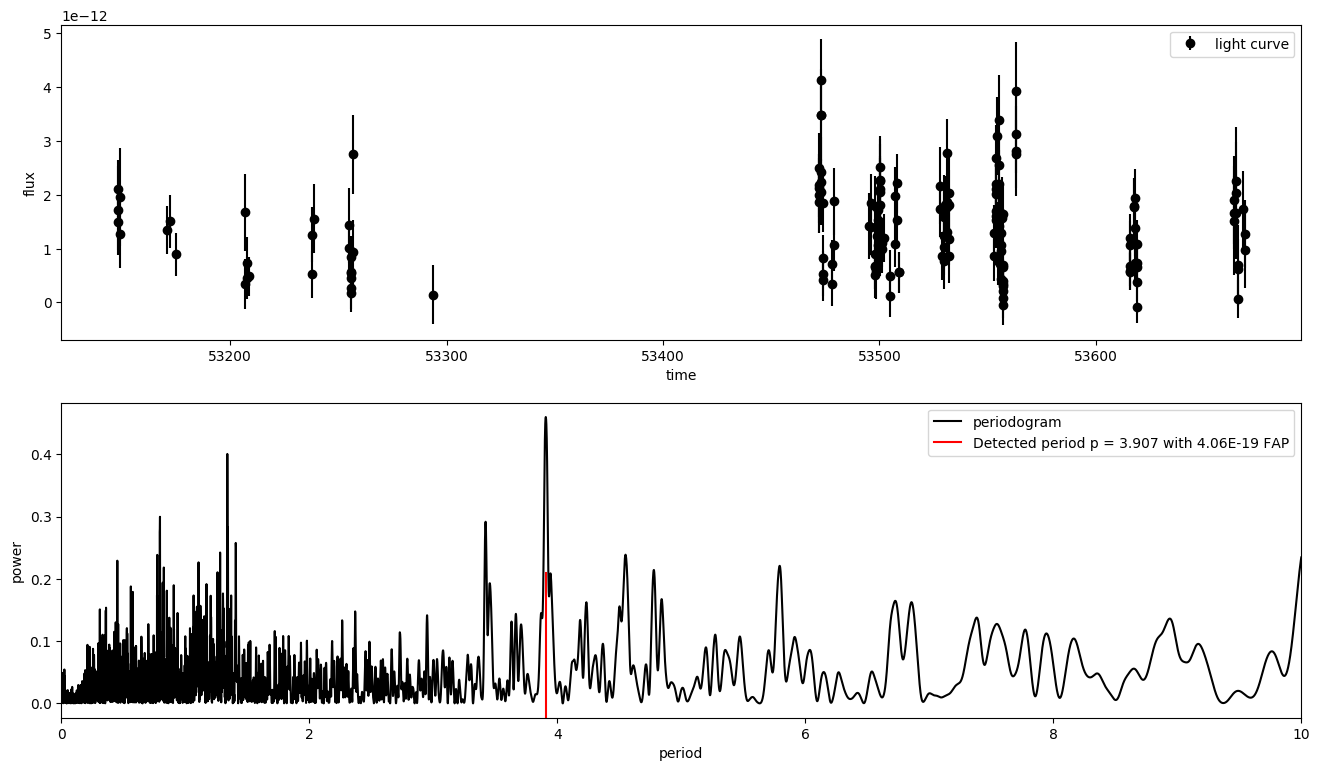 1e−12
5
4
3
2
1
0
flux
light curve
53200
53300
53400
53500
53600
time
0.4
0.3
0.2
0.1
0.0
power
periodogram
Detected period p = 3.907 with 4.06E-19 FAP
0
2
4
6
8
10
period